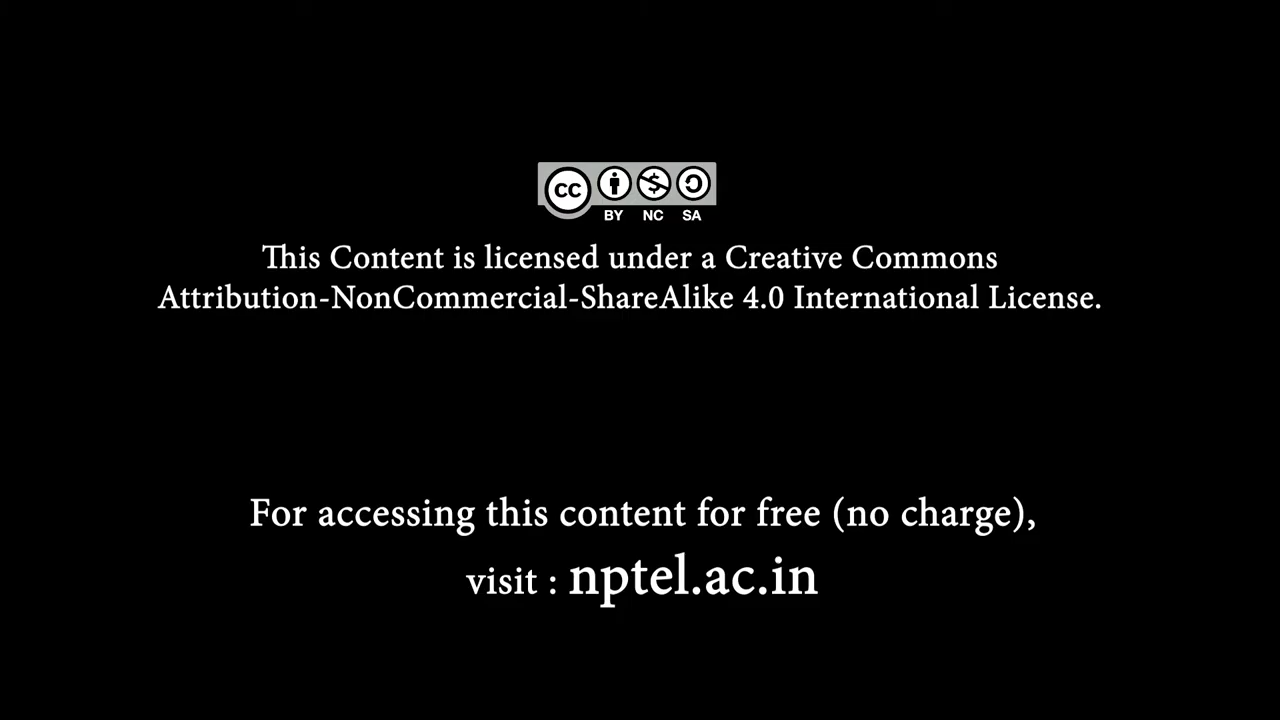 cc
BY NC SA
This Content is licensed under a Creative Commons
Attribution-NonCommercial-ShareAlike 4.0 International License.
For accessing this content for free (no charge),
visit : nptel.ac.in